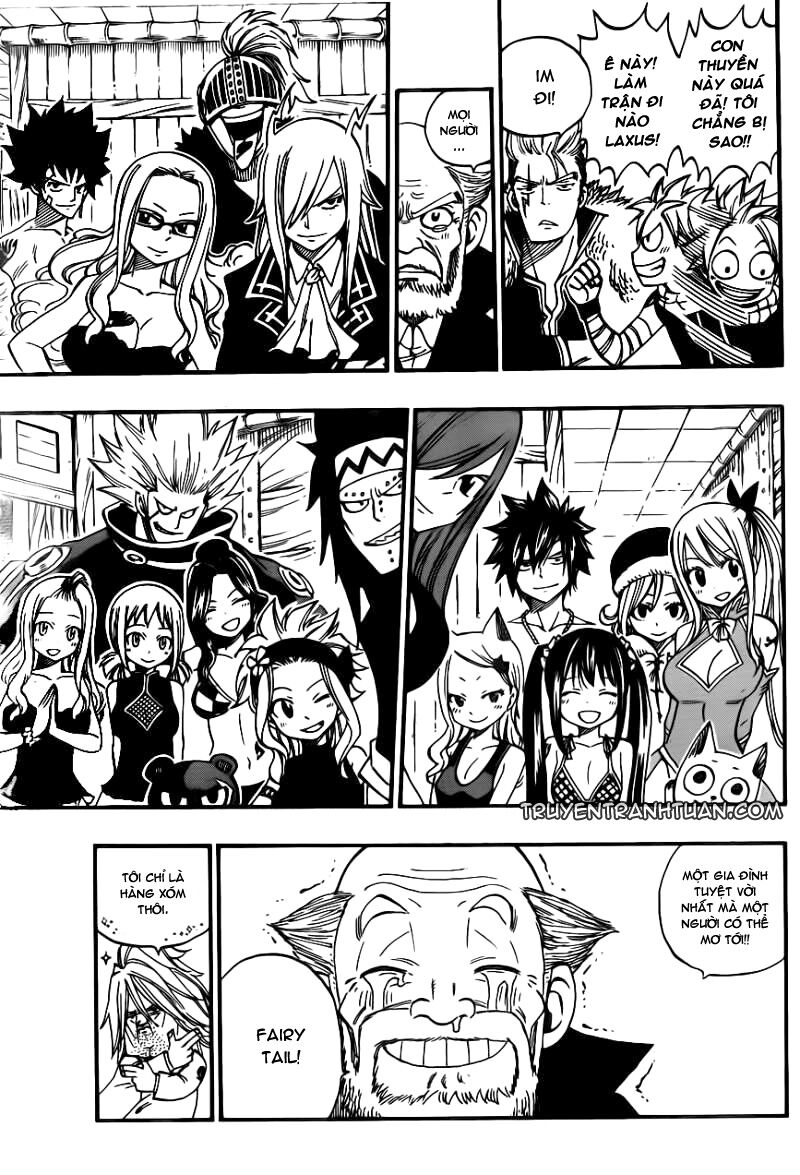 CON
THUYỀN
NÀY QUÁ
ĐÃ! TÔI
CHẲNG BỊ
SAO!!
Ê NÀY!
LÀM
TRẬN ĐI
NÀO
LAXUS!
IM
ĐI!
MỌI
NGƯỜI
...
TRUYENTRANHTUAN.COM
MỘT GIA ĐÌNH
TUYỆT VỜI
NHẤT MÀ MỘT
NGƯỜI CÓ THỂ
MƠ TỚI!!
FAIRY
TAIL!
TÔI CHỈ LÀ
HÀNG XÓM
THÔI.